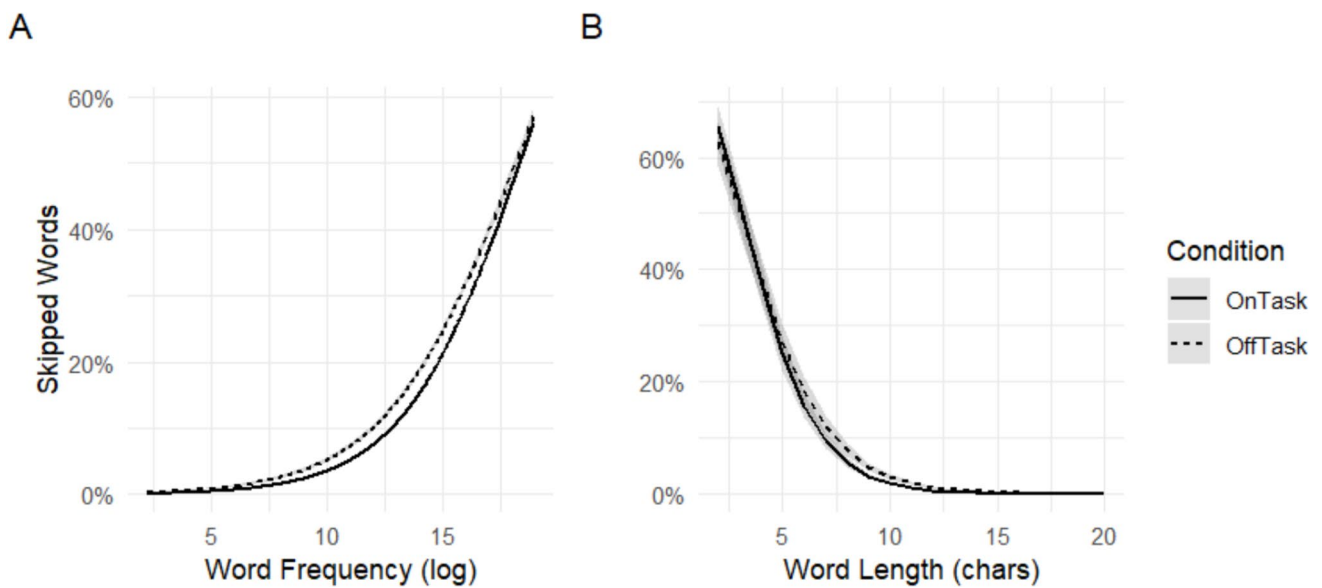 A
B
60%
40%
20%
0%
Skipped Words
5
10
15
Word Frequency (log)
60%
40%
20%
0%
5
10
15
20
Word Length (chars)
Condition
OnTask
OffTask